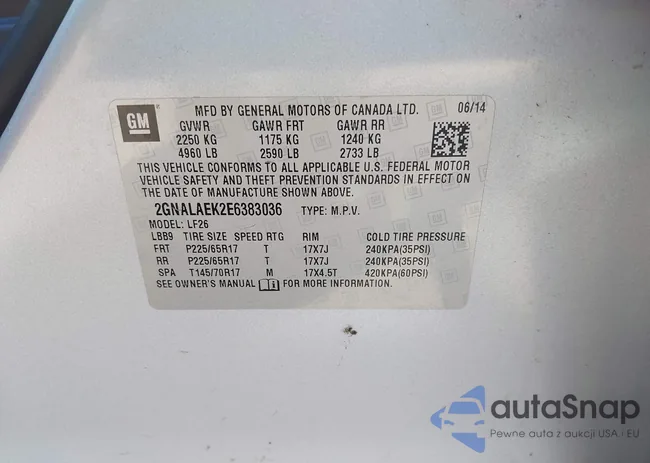 GM
MFD BY GENERAL MOTORS OF CANADA LTD. 06/14
GVWR GAWR FRT GAWR RR
2250 KG 1175 KG 1240 KG
4960 LB 2590 LB 2733 LB
THIS VEHICLE CONFORMS TO ALL APPLICABLE U.S. FEDERAL MOTOR
VEHICLE SAFETY AND THEFT PREVENTION STANDARDS IN EFFECT ON
THE DATE OF MANUFACTURE SHOWN ABOVE.
2GNALAEK2E6383036 TYPE: M.P.V.
MODEL: LF26
LBB9 TIRE SIZE SPEED RTG RIM COLD TIRE PRESSURE
FRT P225/65R17 T 17X7J 240KPA(35PSI)
RR P225/65R17 T 17X7J 240KPA(35PSI)
SPA T145/70R17 M 17X4.5T 420KPA(60PSI)
SEE OWNER'S MANUAL FOR MORE INFORMATION.
autaSnap
Pewne auta z aukcji USA i EU